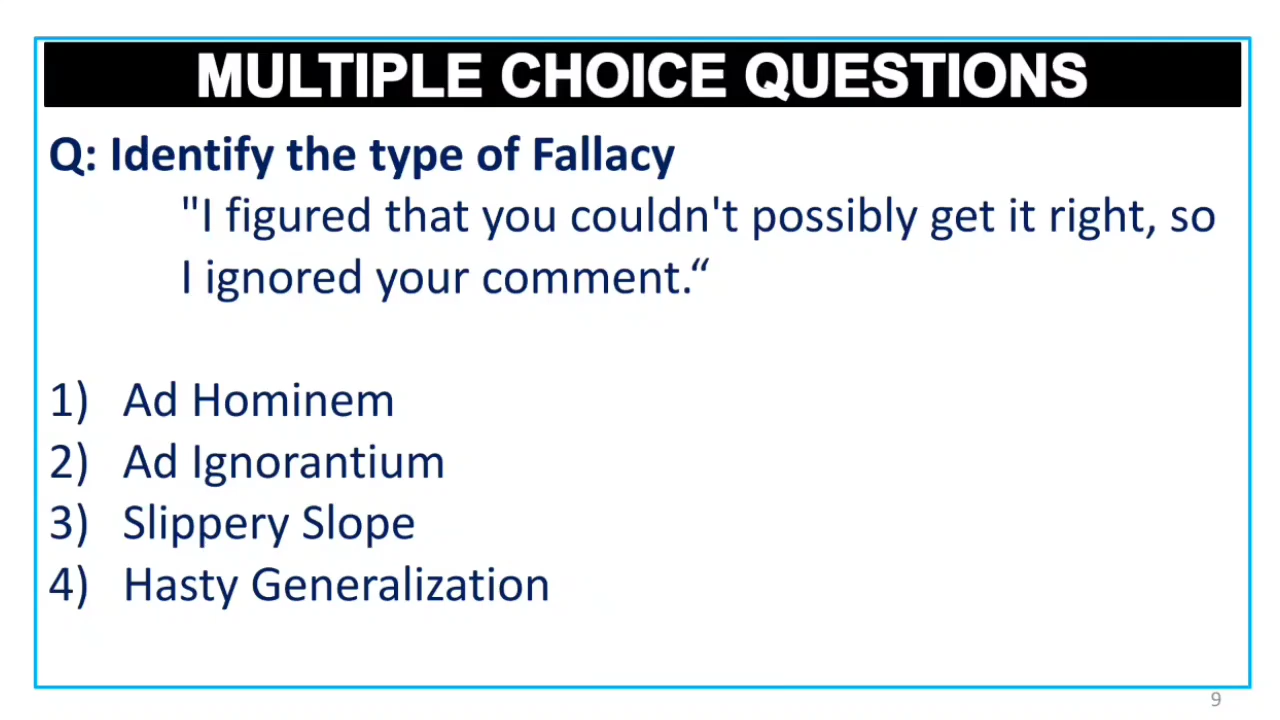 MULTIPLE CHOICE QUESTIONS
Q: Identify the type of Fallacy
"I figured that you couldn't possibly get it right, so
I ignored your comment.“
1) Ad Hominem
2) Ad Ignorantium
3) Slippery Slope
4) Hasty Generalization
9